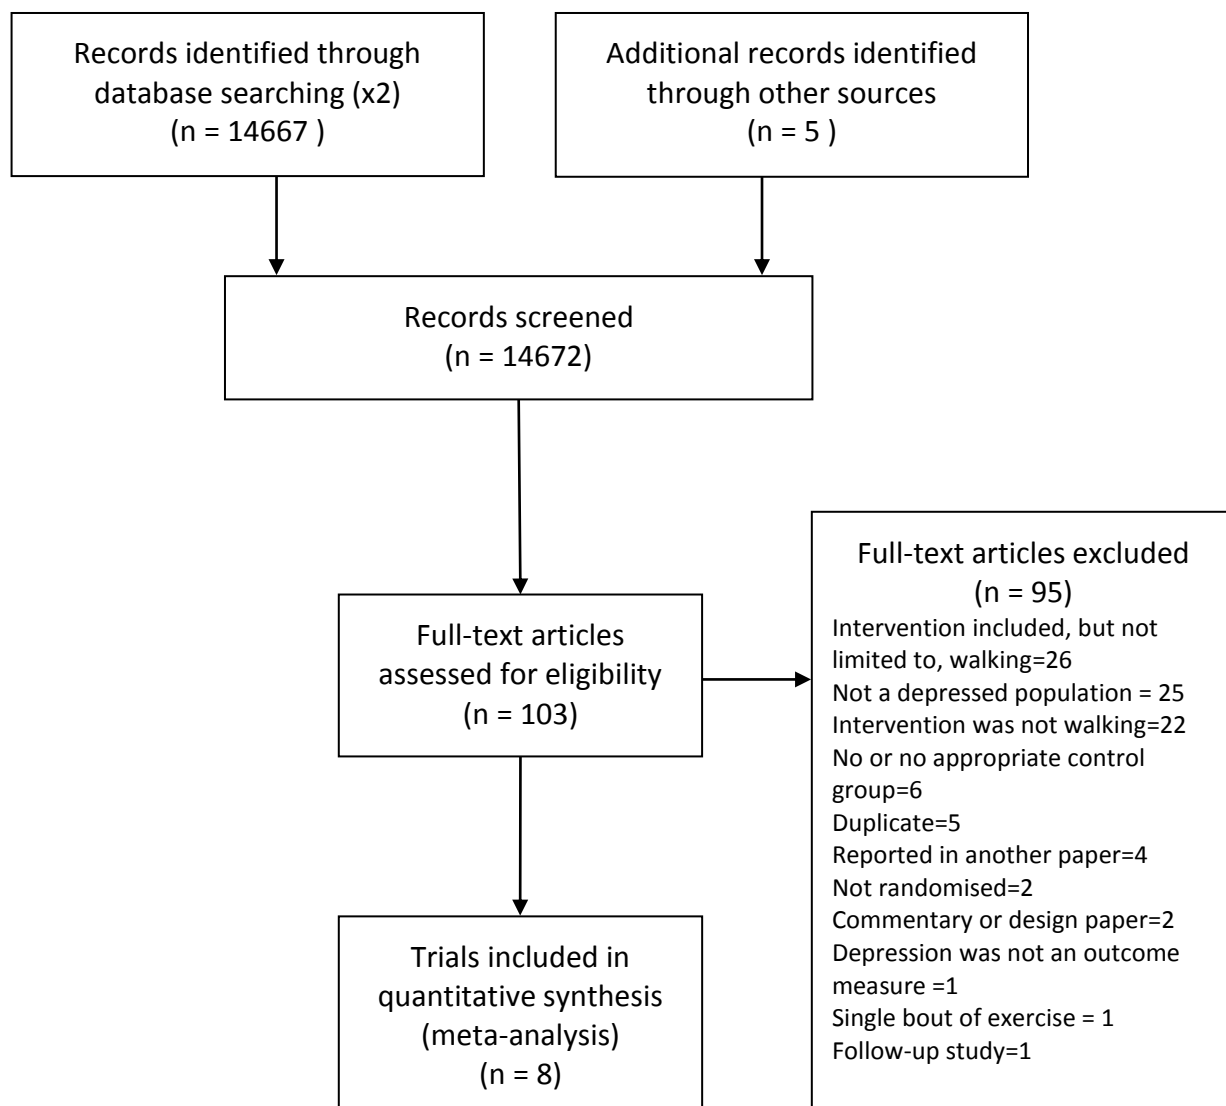 Records identified through
database searching (x2)
(n = 14667 )
Additional records identified
through other sources
(n = 5 )
Records screened
(n = 14672)
Full-text articles
assessed for eligibility
(n = 103)
Full-text articles excluded
(n = 95)
Intervention included, but not
limited to, walking=26
Not a depressed population = 25
Intervention was not walking=22
No or no appropriate control
group=6
Duplicate=5
Reported in another paper=4
Not randomised=2
Commentary or design paper=2
Depression was not an outcome
measure =1
Single bout of exercise = 1
Follow-up study=1
Trials included in
quantitative synthesis
(meta-analysis)
(n = 8)